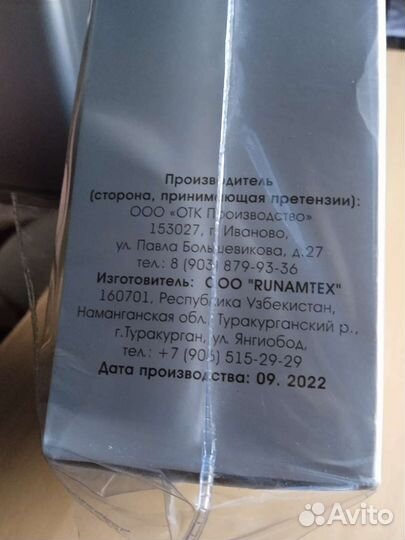 Производитель
(сторона, принимающая претензии):
ООО «ОТК Производство»
153027, г. Иваново,
ул. Павла Большевикова, д.27
тел.: 8 (903) 879-93-36
Изготовитель: ООО "RUNAMTEX"
160701, Республика Узбекистан,
Наманганская обл., Туракурганский р.,
г.Туракурган, ул. Янгиобод,
тел.: +7 (905) 515-29-29
Дата производства: 09. 2022
Avito